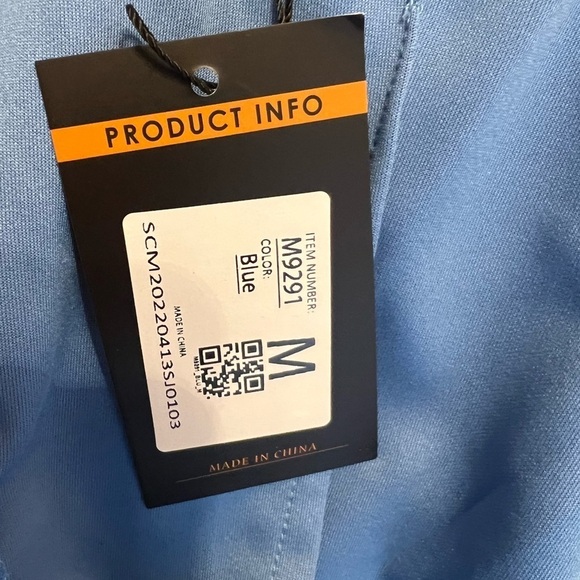 PRODUCT INFO
ITEM NUMBER:
M9291
COLOR:
Blue
M
MADE IN CHINA
SCM20220413SJ0103
MADE IN CHINA